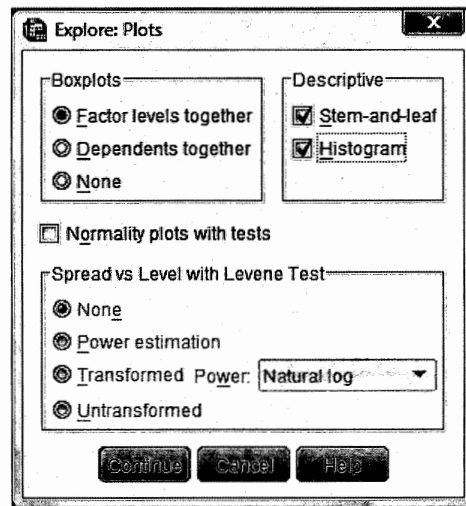 Explore: Plots
X
Boxplots
Factor levels together
Dependents together
None
Descriptive
Stem-and-leaf
Histogram
Normality plots with tests
Spread vs Level with Levene Test
None
Power estimation
Transformed Power: Natural log
Untransformed
Continue Cancel Help